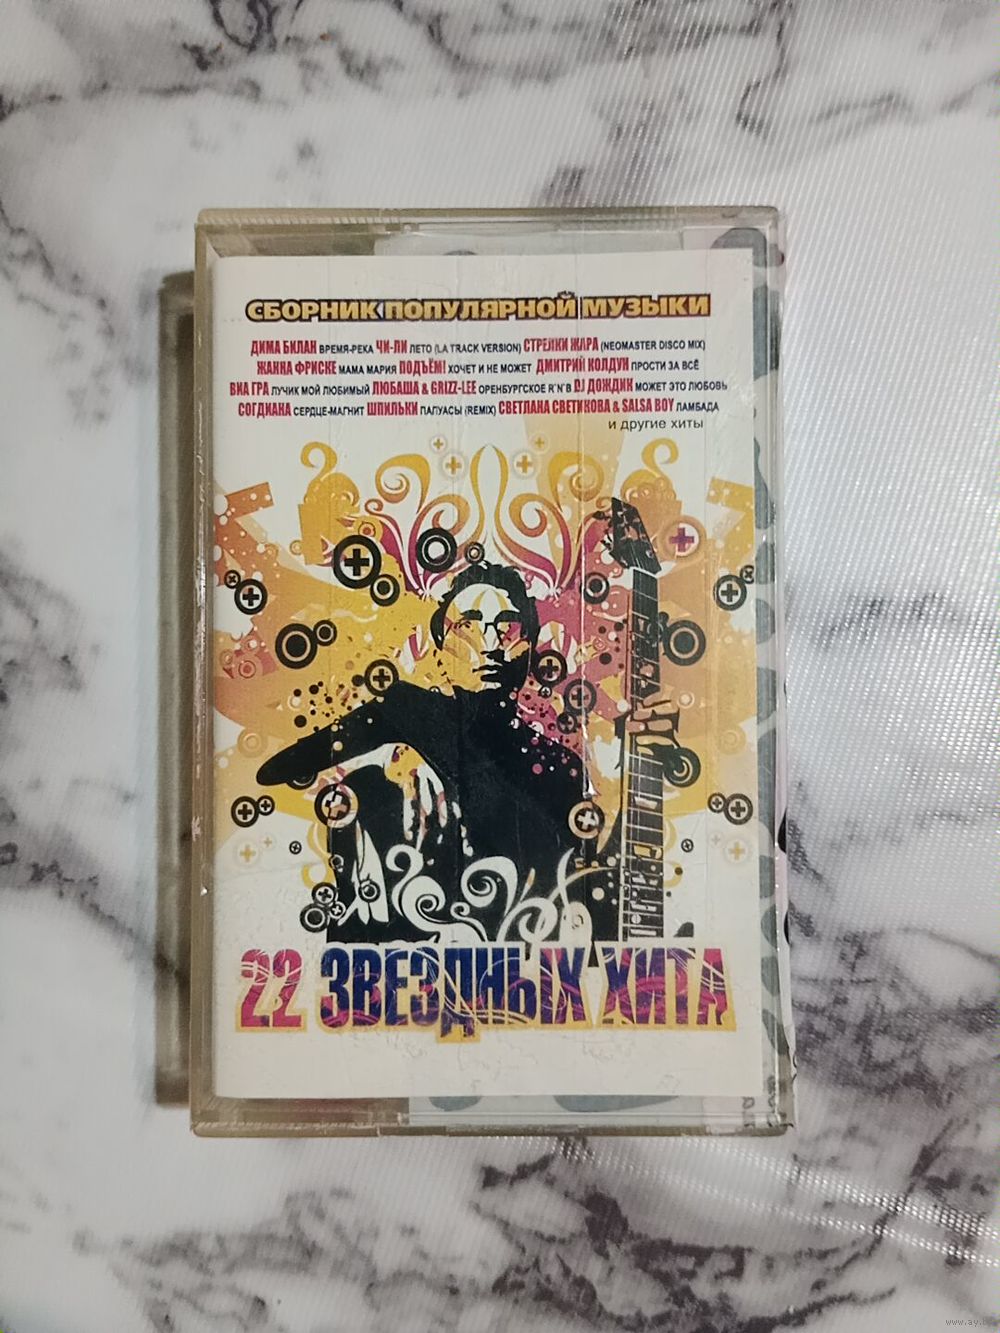 СБОРНИК ПОПУЛЯРНОЙ МУЗЫКИ
ДИМА БИЛАН ВРЕМЯ-РЕКА ЧИ-ЛИ ЛЕТО (LA TRACK VERSION) СТРЕЛКИ ЖАРА (NEOMASTER DISCO MIX)
ЖАННА ФРИСКЕ МАМА МАРИЯ ПОДЪЁМ! ХОЧЕТ И НЕ МОЖЕТ ДМИТРИЙ КОЛДУН ПРОСТИ ЗА ВСЁ
ВИА ГРА ЛУЧИК МОЙ ЛЮБИМЫЙ ЛЮБАША & GRIZZ-LEE ОРЕНБУРГСКОЕ R'N'B DJ ДОЖДИК МОЖЕТ ЭТО ЛЮБОВЬ
СОГДИАНА СЕРДЦЕ-МАГНИТ ШПИЛЬКИ ПАПУАСЫ (REMIX) СВЕТЛАНА СВЕТИКОВА & SALSA BOY ЛАМБАДА
и другие хиты
22 ЗВЕЗДНЫХ ХИТА